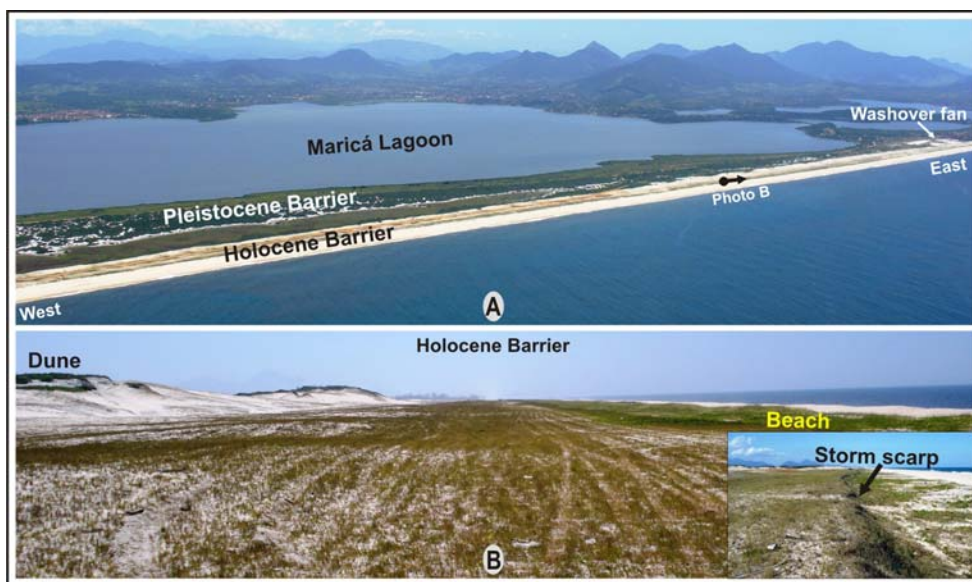 Washover fan
Maricá Lagoon
East
Photo B
Pleistocene Barrier
Holocene Barrier
West
A
Holocene Barrier
Dune
Beach
Storm scarp
B